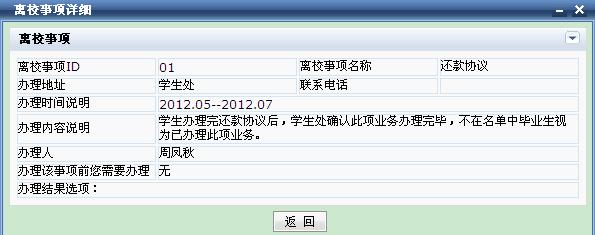 离校事项详细
离校事项
离校事项ID 01 离校事项名称 还款协议
办理地址 学生处 联系电话
办理时间说明 2012.05--2012.07
办理内容说明 学生办理完还款协议后，学生处确认此项业务办理完毕，不在名单中毕业生视
为已办理此项业务。
办理人 周凤秋
办理该事项前您需要办理 无
办理结果选项：
返 回